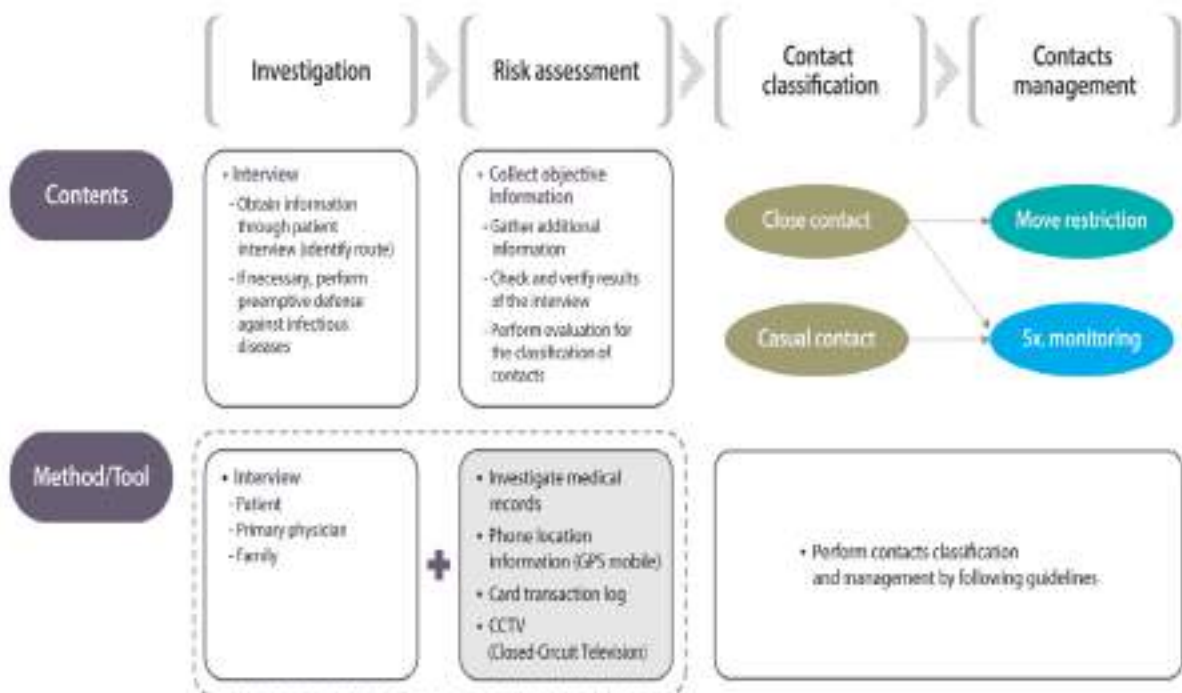 Investigation
Risk assessment
Contact
classification
Contacts
management
Contents
• Interview
- Obtain information
through patient
interview (identify route)
- If necessary, perform
preemptive defense
against infectious
diseases
• Collect objective
information
- Gather additional
information
- Check and verify results
of the interview
- Perform evaluation for
the classification of
contacts
Close contact
Move restriction
Casual contact
Sx. monitoring
Method/Tool
• Interview
- Patient
- Primary physician
- Family
+
• Investigate medical
records
• Phone location
information (GPS mobile)
• Card transaction log
• CCTV
(Closed-Circuit Television)
• Perform contacts classification
and management by following guidelines